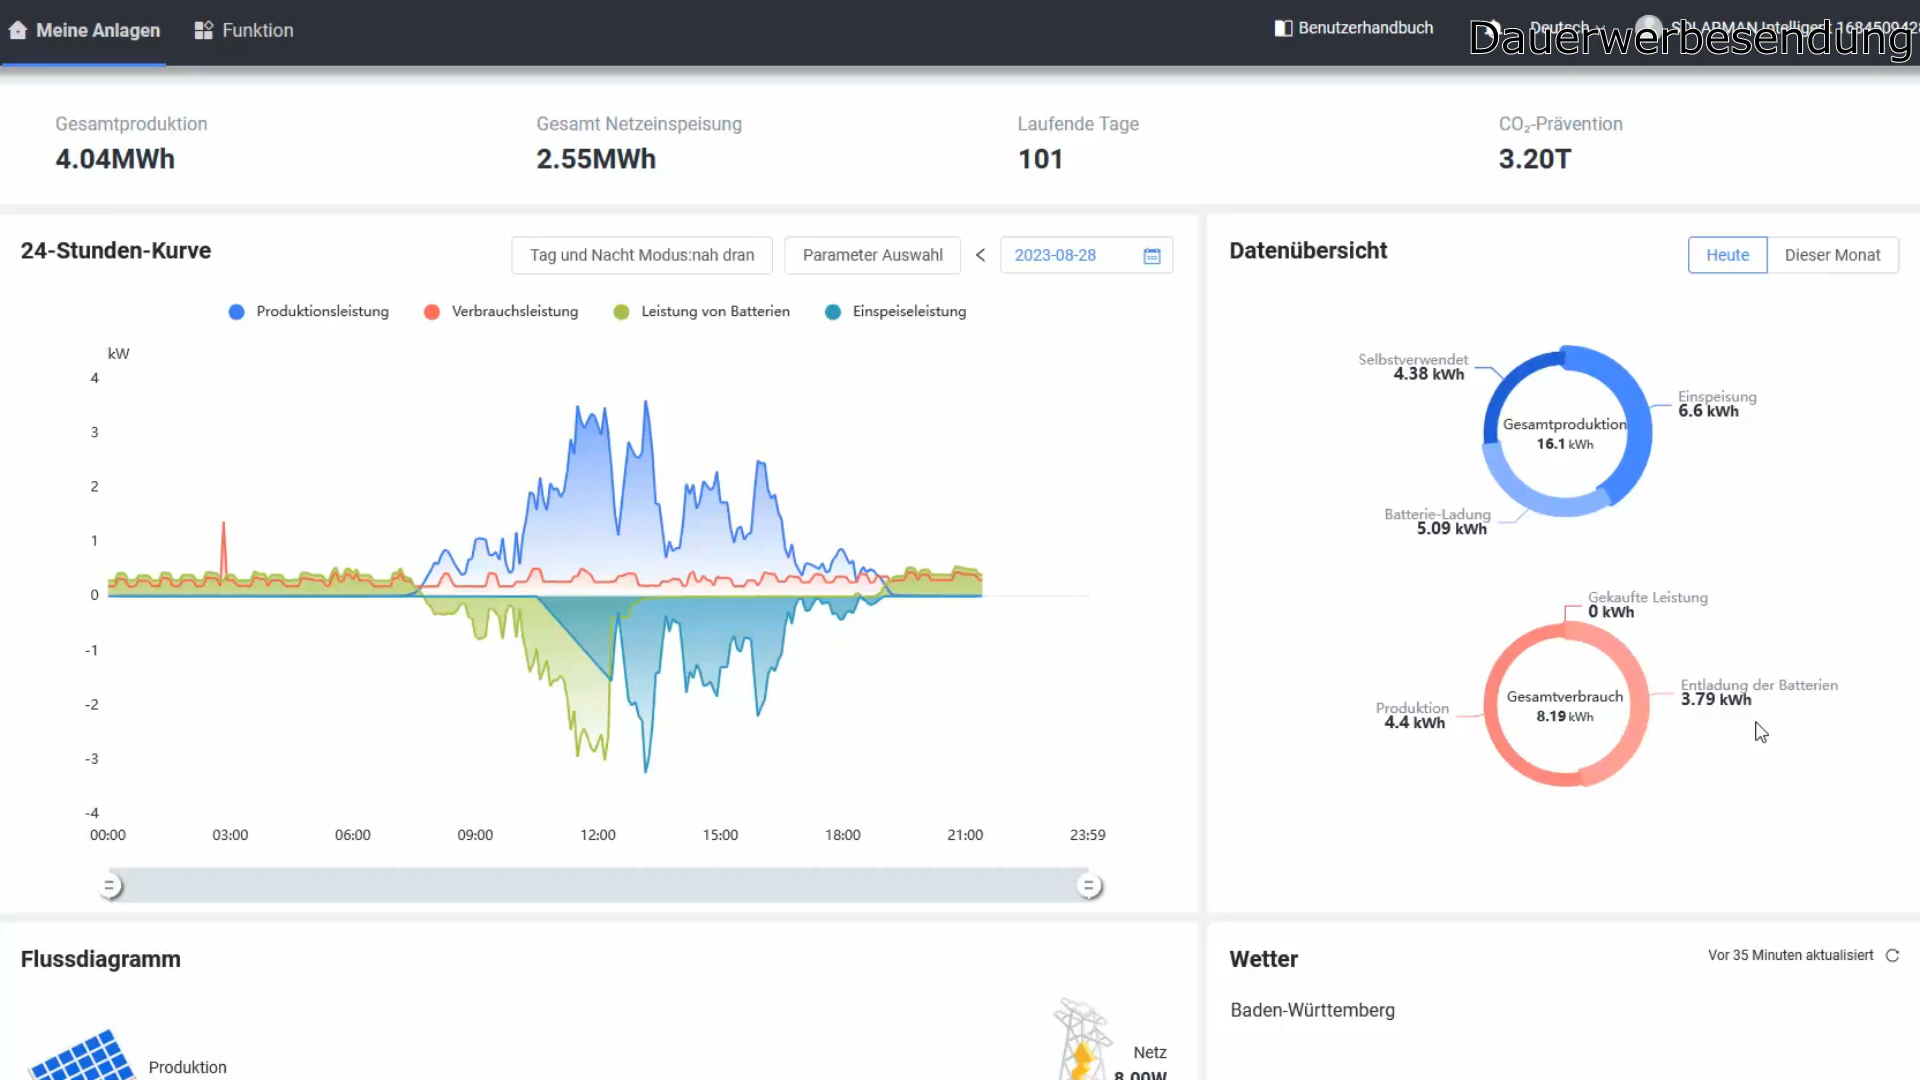 Meine Anlagen
Funktion
Benutzerhandbuch
Deutsch
SOLARMAN Intelligent 168450942
Dauerwerbesendung
Gesamtproduktion
4.04MWh
Gesamt Netzeinspeisung
2.55MWh
Laufende Tage
101
CO₂-Prävention
3.20T
24-Stunden-Kurve
Tag und Nacht Modus:nah dran
Parameter Auswahl
<
2023-08-28
Produktionsleistung
Verbrauchsleistung
Leistung von Batterien
Einspeiseleistung
kW
4
3
2
1
0
-1
-2
-3
-4
00:00
03:00
06:00
09:00
12:00
15:00
18:00
21:00
23:59
Datenübersicht
Heute
Dieser Monat
Selbstverwendet
4.38 kWh
Einspeisung
6.6 kWh
Gesamtproduktion
16.1 kWh
Batterie-Ladung
5.09 kWh
Gekaufte Leistung
0 kWh
Entladung der Batterien
3.79 kWh
Gesamtverbrauch
8.19 kWh
Produktion
4.4 kWh
Flussdiagramm
Produktion
Netz
8.00W
Wetter
Vor 35 Minuten aktualisiert
Baden-Württemberg